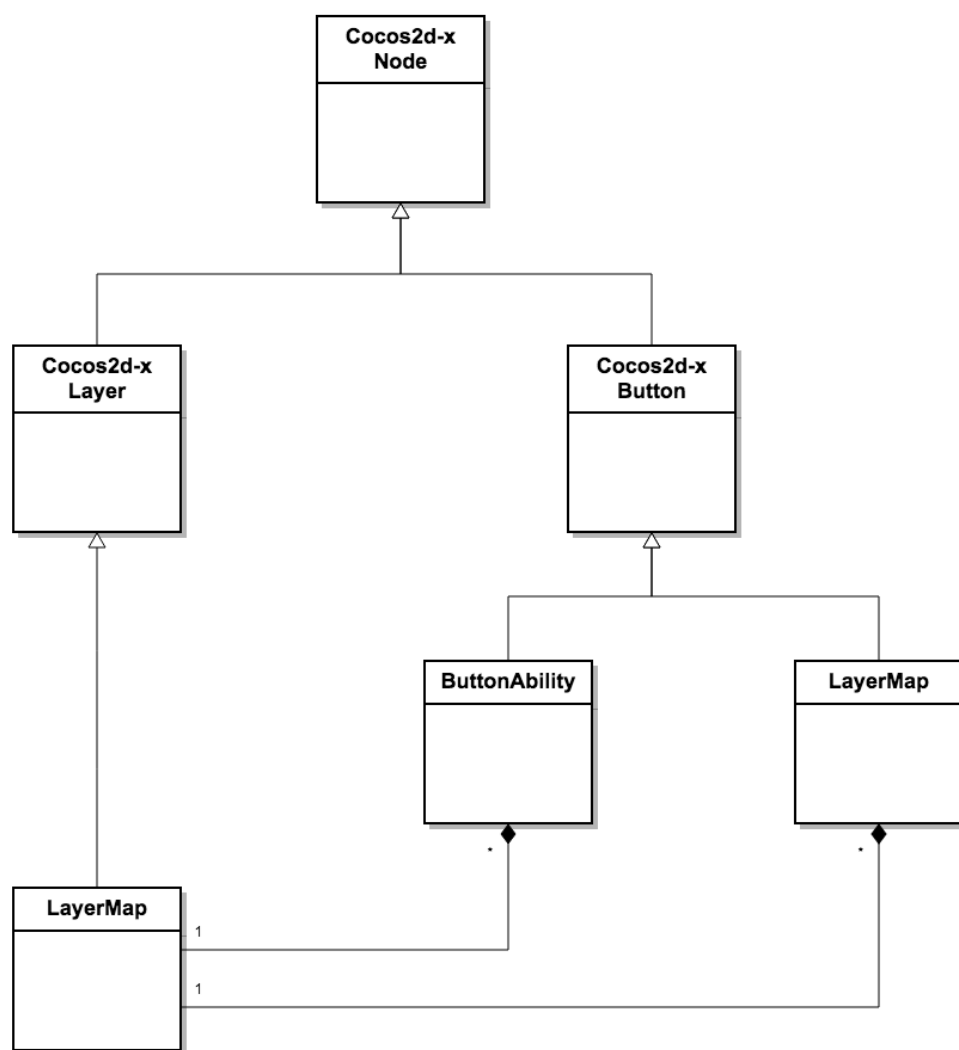 Cocos2d-x
Node
Cocos2d-x
Layer
Cocos2d-x
Button
ButtonAbility
LayerMap
*
*
LayerMap
1
1